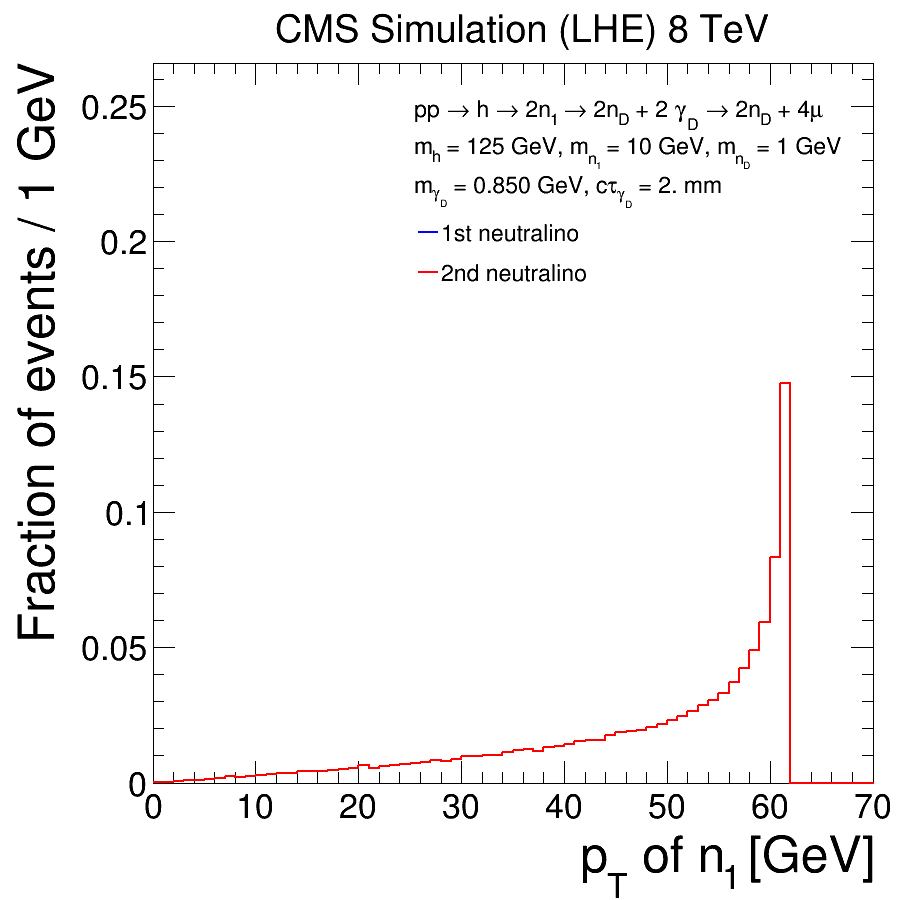 CMS Simulation (LHE) 8 TeV
Fraction of events / 1 GeV
0.25
0.2
0.15
0.1
0.05
0
pp → h → 2n₁ → 2n_D + 2 γ_D → 2n_D + 4μ
m_h = 125 GeV, m_n₁ = 10 GeV, m_n_D = 1 GeV
m_γ_D = 0.850 GeV, cτ_γ_D = 2. mm
1st neutralino
2nd neutralino
0 10 20 30 40 50 60 70
p_T of n₁ [GeV]